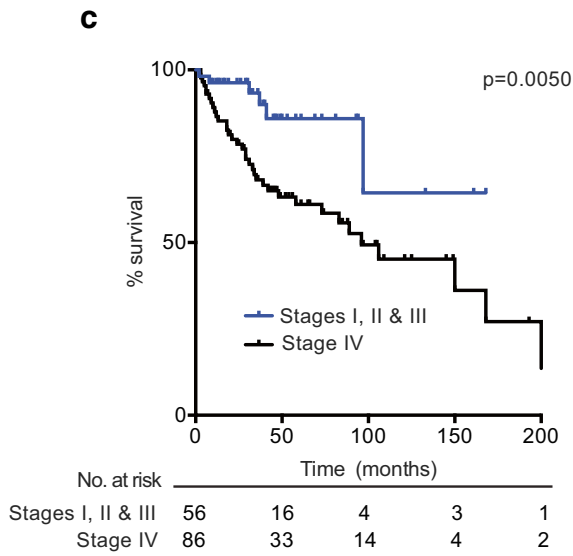 c
p=0.0050
% survival
100
50
0
Stages I, II & III
Stage IV
0 50 100 150 200
Time (months)
No. at risk
Stages I, II & III 56 16 4 3 1
Stage IV 86 33 14 4 2